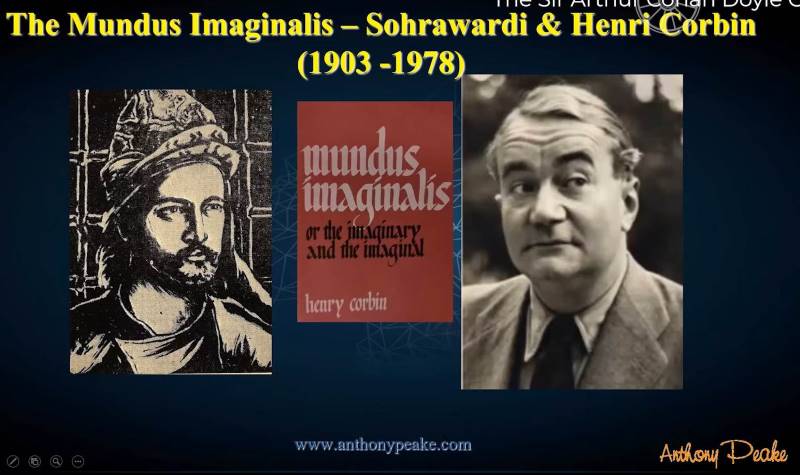 The Sir Arthur Conan Doyle C
The Mundus Imaginalis – Sohrawardi & Henri Corbin
(1903 -1978)
mundus
imaginalis
or the imaginary
and the imaginal
henry corbin
www.anthonypeake.com
Anthony Peake